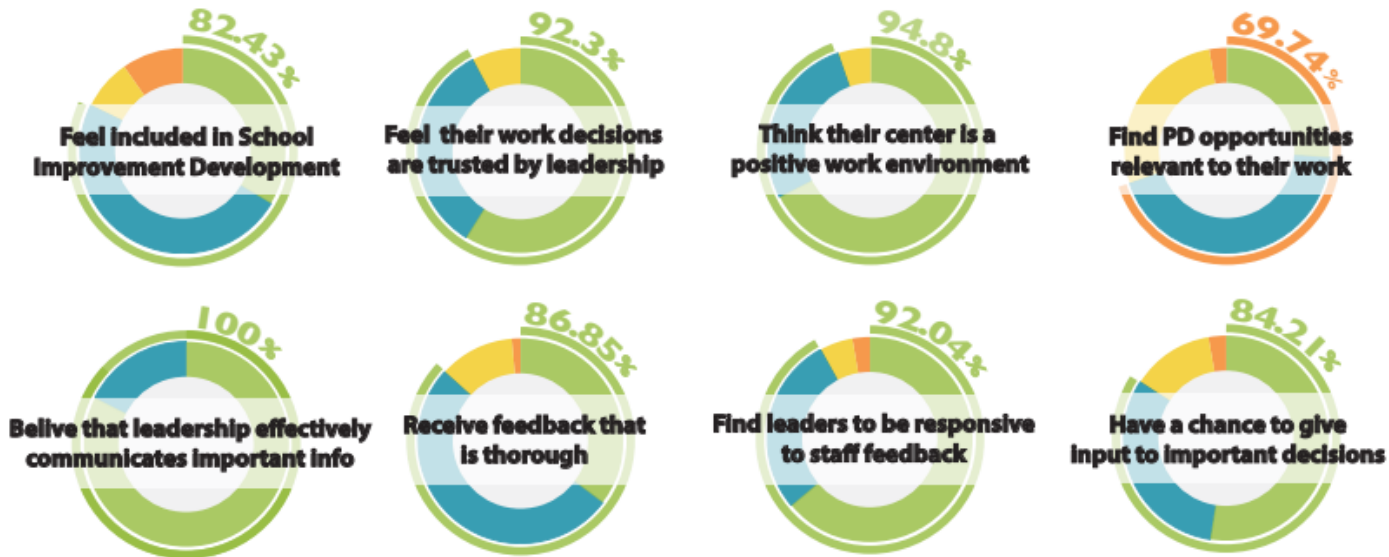 82.43%
Feel included in School
Improvement Development
92.3%
Feel their work decisions
are trusted by leadership
94.8%
Think their center is a
positive work environment
69.74%
Find PD opportunities
relevant to their work
100%
Belive that leadership effectively
communicates important info
86.85%
Receive feedback that
is thorough
92.04%
Find leaders to be responsive
to staff feedback
84.21%
Have a chance to give
input to important decisions